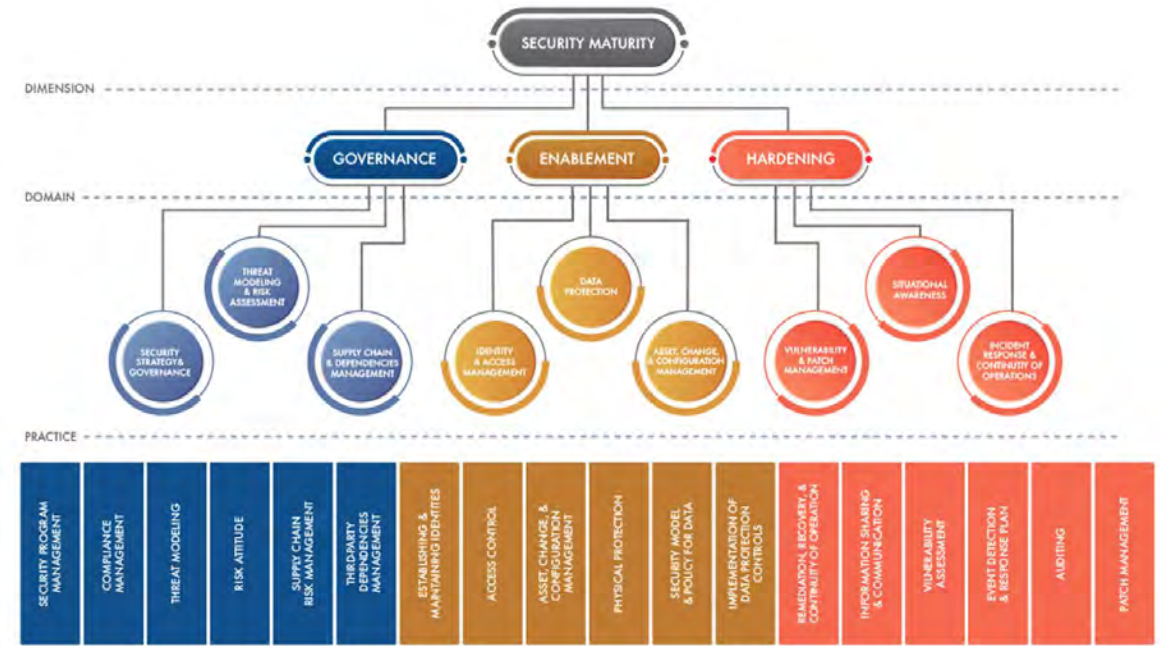 SECURITY MATURITY
DIMENSION
GOVERNANCE
ENABLEMENT
HARDENING
DOMAIN
THREAT
MODELING
& RISK
ASSESSMENT
DATA
PROTECTION
SITUATIONAL
AWARENESS
SECURITY
STRATEGY&
GOVERNANCE
SUPPLY CHAIN
& DEPENDENCIES
MANAGEMENT
IDENTITY
& ACCESS
MANAGEMENT
ASSET, CHANGE,
& CONFIGURATION
MANAGEMENT
VULNERABILITY
& PATCH
MANAGEMENT
INCIDENT
RESPONSE &
CONTINUITY OF
OPERATIONS
PRACTICE
SECURITY PROGRAM
MANAGEMENT
COMPLIANCE
MANAGEMENT
THREAT MODELING
RISK ATTITUDE
SUPPLY CHAIN
RISK MANAGEMENT
THIRD-PARTY
DEPENDENCIES
MANAGEMENT
ESTABLISHING &
MAINTAINING IDENTITES
ACCESS CONTROL
ASSET, CHANGE, &
CONFIGURATION
MANAGEMENT
PHYSICAL PROTECTION
SECURITY MODEL
& POLICY FOR DATA
IMPLEMENTATION OF
DATA PROTECTION
CONTROLS
REMEDIATION, RECOVERY, &
CONTINUITY OF OPERATION
INFORMATION SHARING
& COMMUNICATION
VULNERABILITY
ASSESSMENT
EVENT DETECTION
& RESPONSE PLAN
AUDITING
PATCH MANAGEMENT